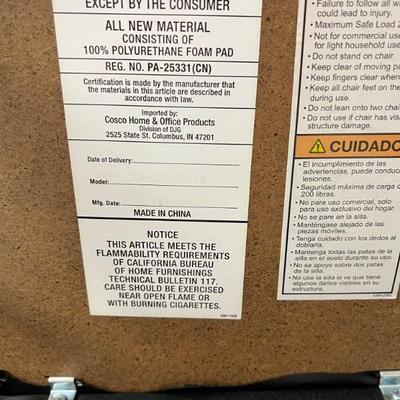 EXCEPT BY THE CONSUMER
ALL NEW MATERIAL
CONSISTING OF
100% POLYURETHANE FOAM PAD
REG. NO. PA-25331(CN)
Certification is made by the manufacturer that
the materials in this article are described in
accordance with law.
Imported by:
Cosco Home & Office Products
Division of DJG
2525 State St. Columbus, IN 47201
Date of Delivery:
Model:
Mfg. Date:
MADE IN CHINA
NOTICE
THIS ARTICLE MEETS THE
FLAMMABILITY REQUIREMENTS
OF CALIFORNIA BUREAU
OF HOME FURNISHINGS
TECHNICAL BULLETIN 117.
CARE SHOULD BE EXERCISED
NEAR OPEN FLAME OR
WITH BURNING CIGARETTES.
• Failure to follow all wa
could lead to injury.
• Maximum Safe Load 2
• Not for commercial use
for light household use
• Do not stand on chair.
• Keep clear of moving pa
• Keep fingers clear when
• Keep all chair feet on the
during use.
• Do not lean onto two chair
• Do not use if chair has visi
structure damage.
CUIDADO
• El incumplimiento de las
advertencias, puede conduc
lesiones.
• Seguridad máxima de carga d
200 libras.
• No para uso comercial, solo
para uso exclusivo del hogar.
• No se pare en la silla.
• Manténgase alejado de las
piezas móviles.
• Tenga cuidado con los dedos al
doblarla.
• Mantenga todas las patas de la
silla en el suelo durante su uso.
• No se apoye sobre dos patas
de la silla.
• No use la silla si ve que tiene
algunos daños visibles en su
estructura.